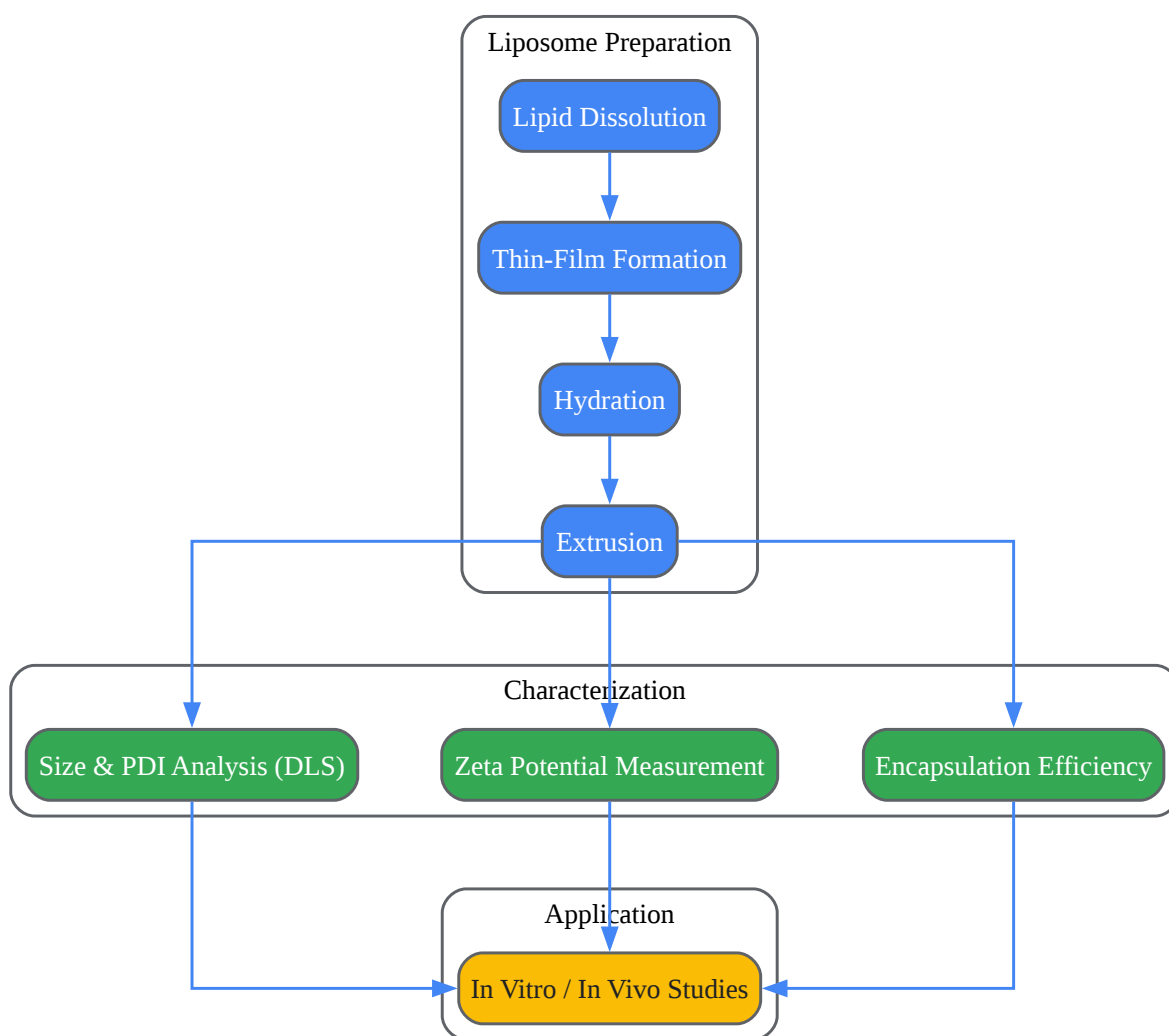 Liposome Preparation
Lipid Dissolution
Thin-Film Formation
Hydration
Extrusion
Characterization
Size & PDI Analysis (DLS)
Zeta Potential Measurement
Encapsulation Efficiency
Application
In Vitro / In Vivo Studies